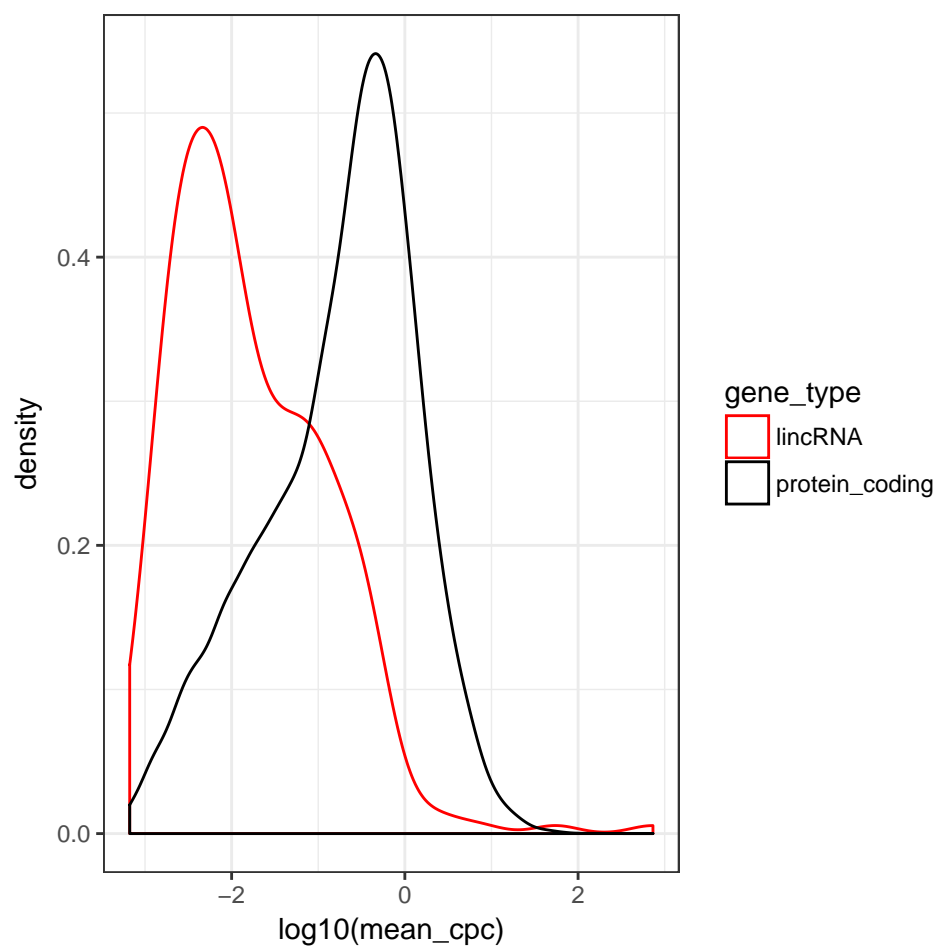 0.4
0.2
0.0
density
−2
0
2
log10(mean_cpc)
gene_type
lincRNA
protein_coding